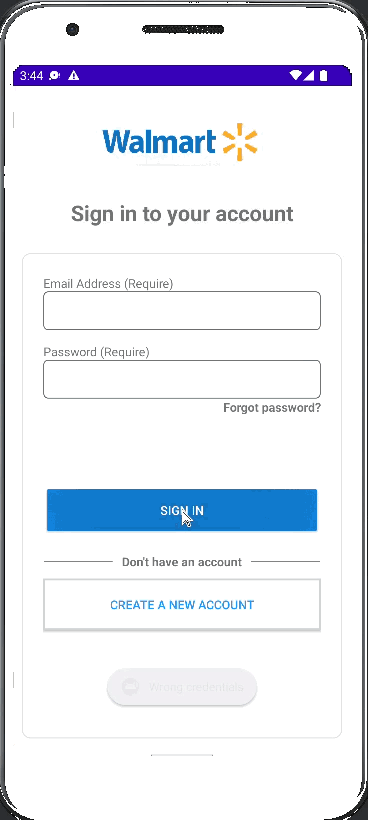 3:44
Walmart
Sign in to your account
Email Address (Require)
Password (Require)
Forgot password?
SIGN IN
Don't have an account
CREATE A NEW ACCOUNT
Wrong credentials